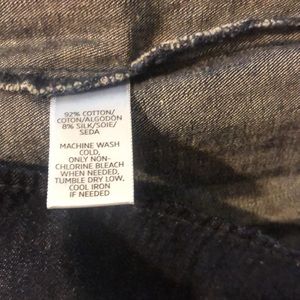 92% COTTON/
COTON/ALGODÓN
8% SILK/SOIE/
SEDA
MACHINE WASH
COLD,
ONLY NON-
CHLORINE BLEACH
WHEN NEEDED,
TUMBLE DRY LOW,
COOL IRON
IF NEEDED